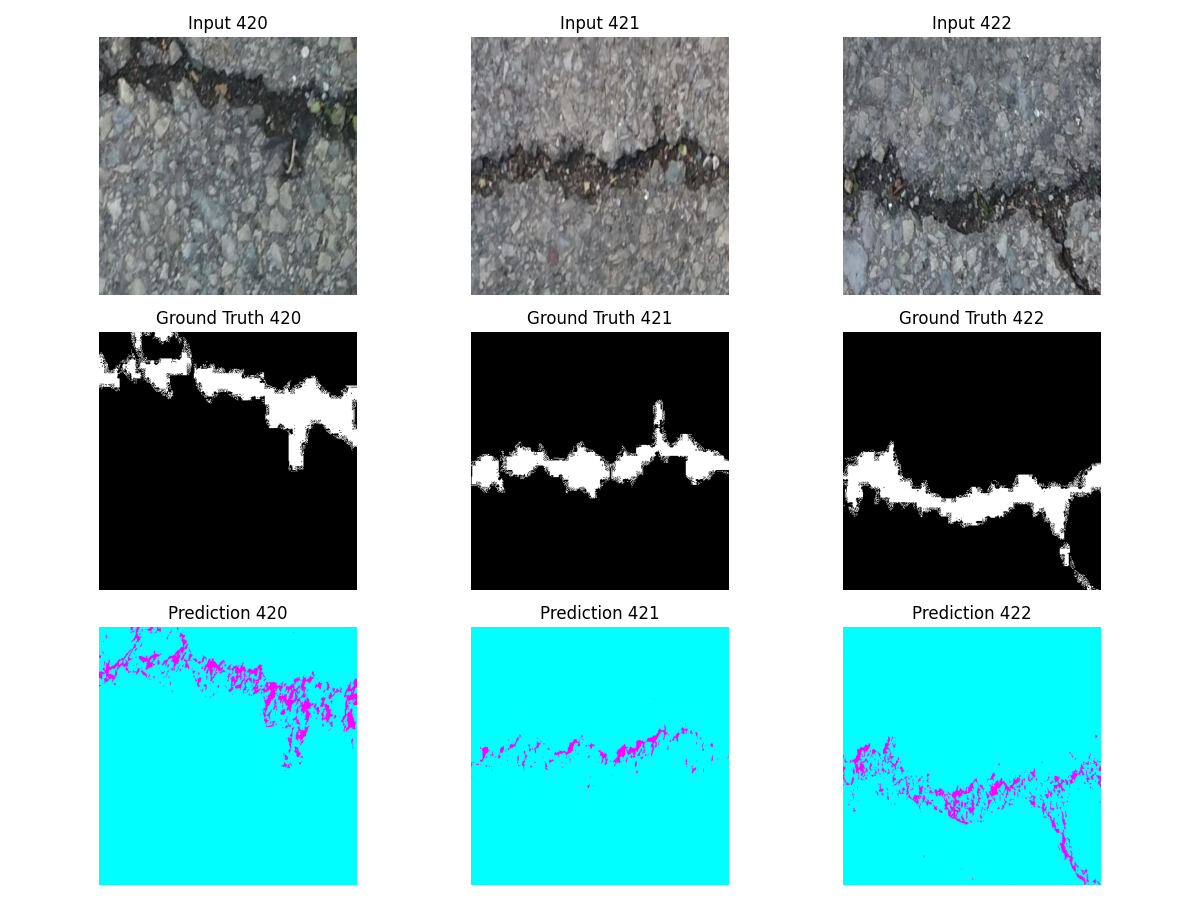 Input 420
Input 421
Input 422
Ground Truth 420
Ground Truth 421
Ground Truth 422
Prediction 420
Prediction 421
Prediction 422